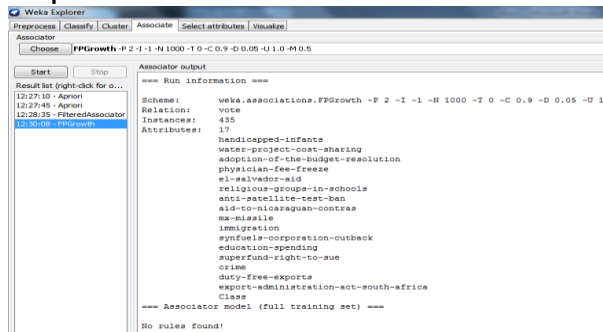 Weka Explorer
Preprocess Classify Cluster Associate Select attributes Visualize
Associator
Choose FPGrowth -P 2 -I -1 -N 1000 -T 0 -C 0.9 -D 0.05 -U 1.0 -M 0.5
Start Stop
Associator output
Result list (right-click for o...
12:27:10 - Apriori
12:27:45 - Apriori
12:28:35 - FilteredAssociator
12:30:08 - FPGrowth
=== Run information ===
Scheme: weka.associations.FPGrowth -P 2 -I -1 -N 1000 -T 0 -C 0.9 -D 0.05 -U 1
Relation: vote
Instances: 435
Attributes: 17
handicapped-infants
water-project-cost-sharing
adoption-of-the-budget-resolution
physician-fee-freeze
el-salvador-aid
religious-groups-in-schools
anti-satellite-test-ban
aid-to-nicaraguan-contras
mx-missile
immigration
synfuels-corporation-cutback
education-spending
superfund-right-to-sue
crime
duty-free-exports
export-administration-act-south-africa
Class
=== Associator model (full training set) ===
No rules found!